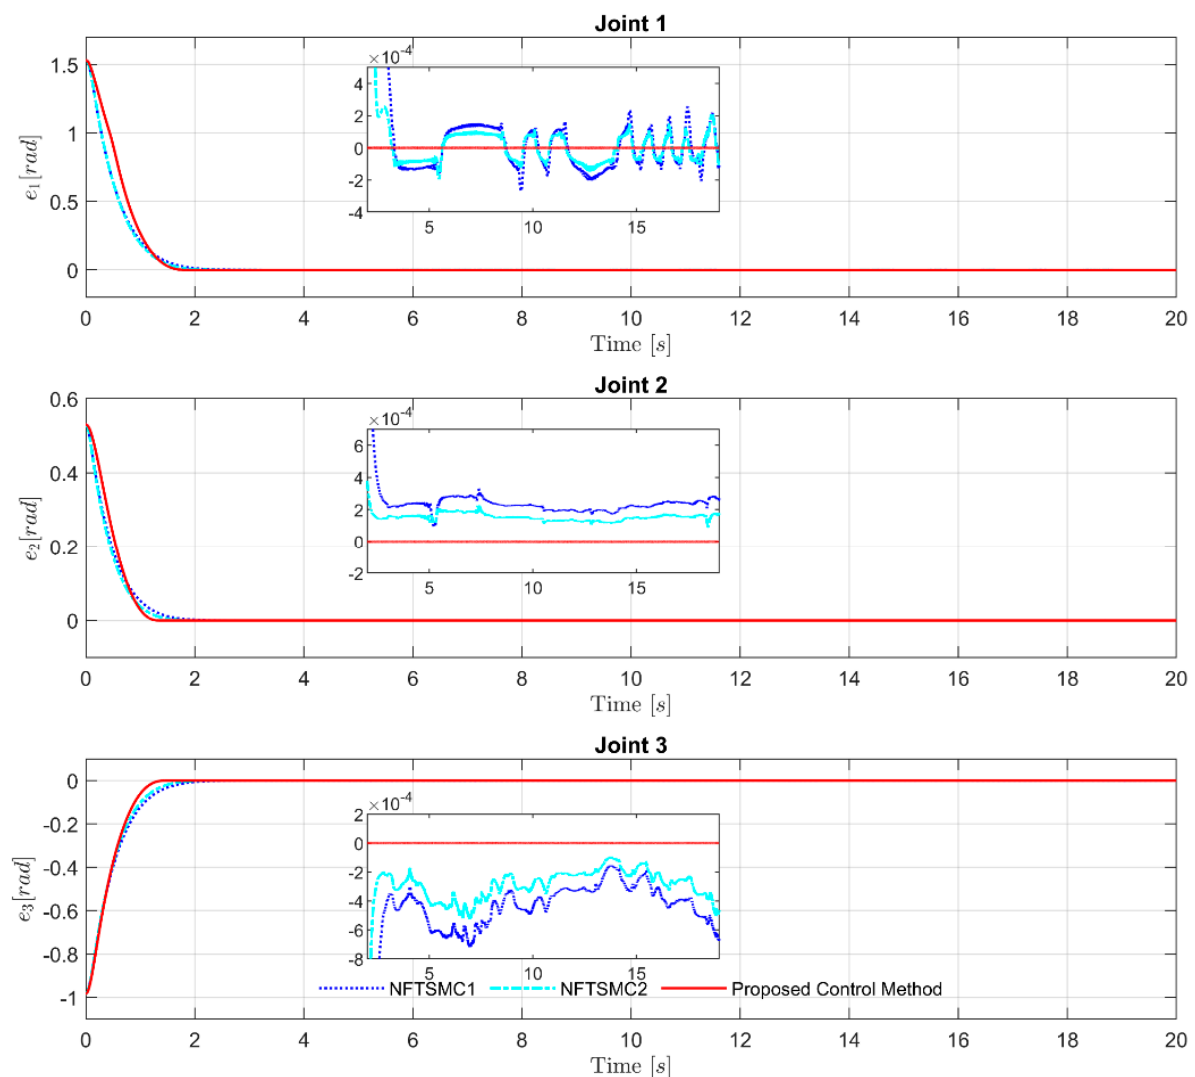 Joint 1
×10-4
4
2
0
-2
-4
5 10 15
1.5
1
0.5
0
e1[rad]
0 2 4 6 8 10 12 14 16 18 20
Time [s]
Joint 2
×10-4
6
4
2
0
-2
5 10 15
0.6
0.4
0.2
0
e2[rad]
0 2 4 6 8 10 12 14 16 18 20
Time [s]
Joint 3
×10-4
2
0
-2
-4
-6
-8
5 10 15
0
-0.2
-0.4
-0.6
-0.8
-1
e3[rad]
NFTSMC1 NFTSMC2 Proposed Control Method
0 2 4 6 8 10 12 14 16 18 20
Time [s]